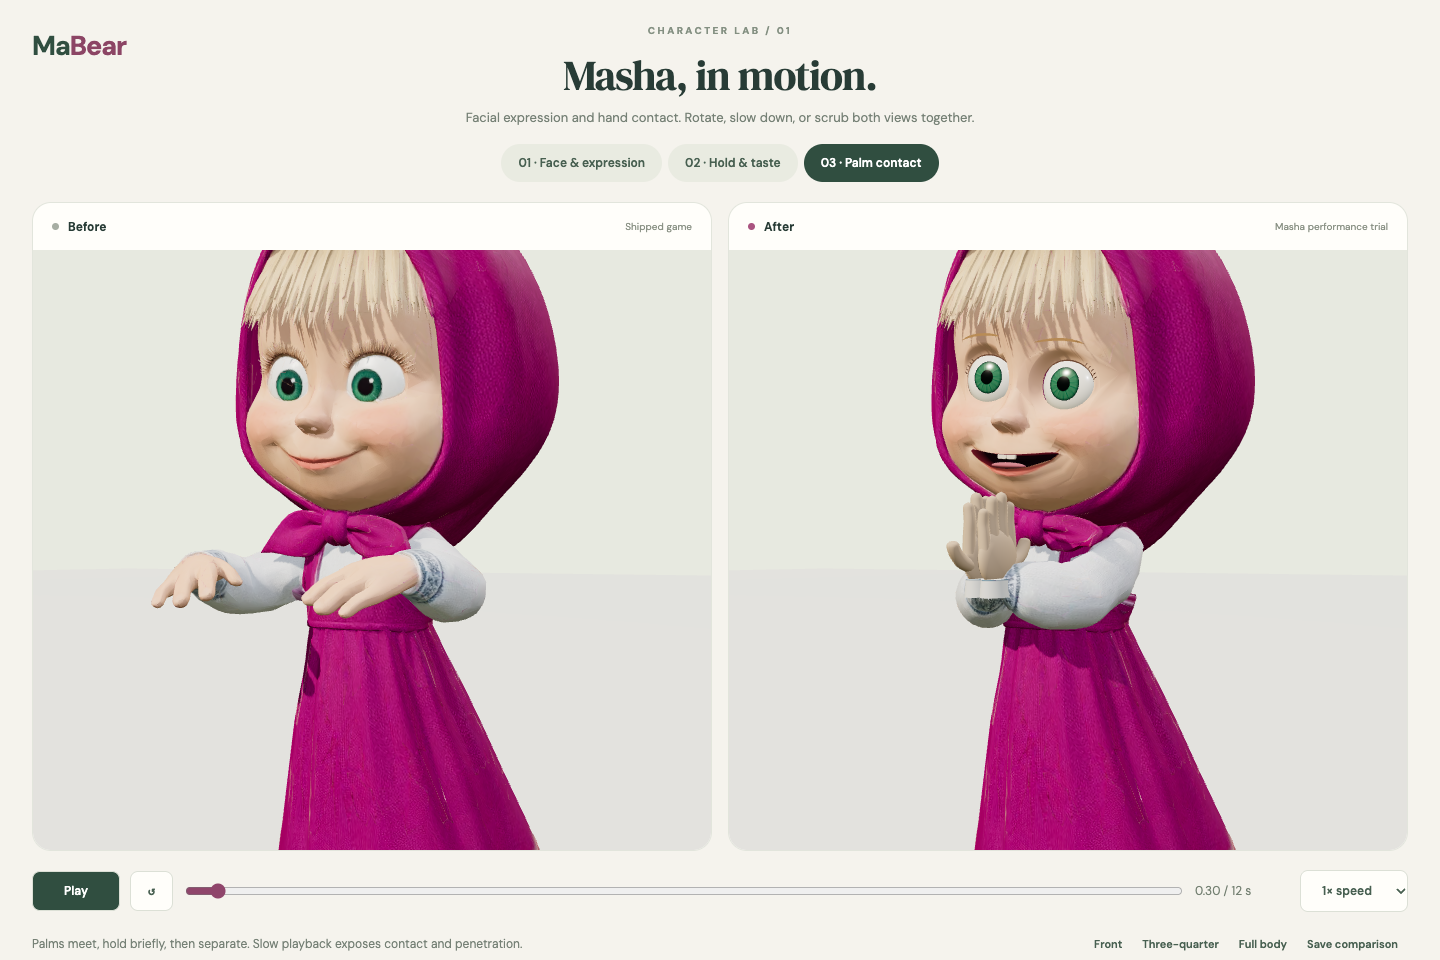 MaBear
CHARACTER LAB / 01
Masha, in motion.
Facial expression and hand contact. Rotate, slow down, or scrub both views together.
01 · Face & expression
02 · Hold & taste
03 · Palm contact
Before
Shipped game
After
Masha performance trial
Play
↺
0.30 / 12 s
1× speed
Palms meet, hold briefly, then separate. Slow playback exposes contact and penetration.
Front
Three-quarter
Full body
Save comparison